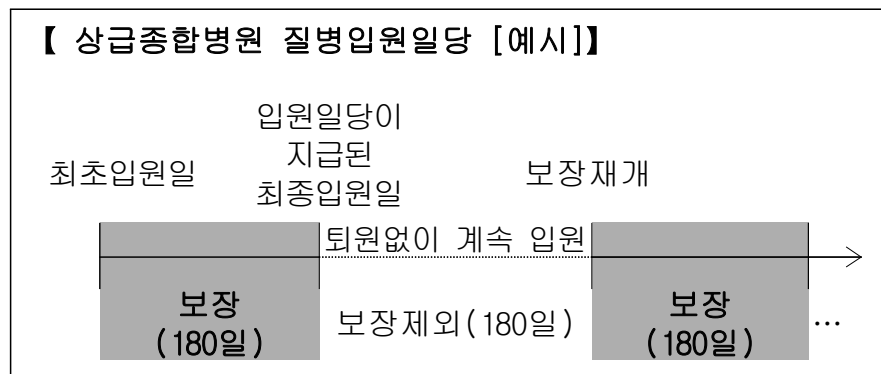 【 상급종합병원 질병입원일당 [예시]】
최초입원일
입원일당이
지급된
최종입원일
보장재개
퇴원없이 계속 입원
보장
(180일)
보장제외(180일)
보장
(180일)
…